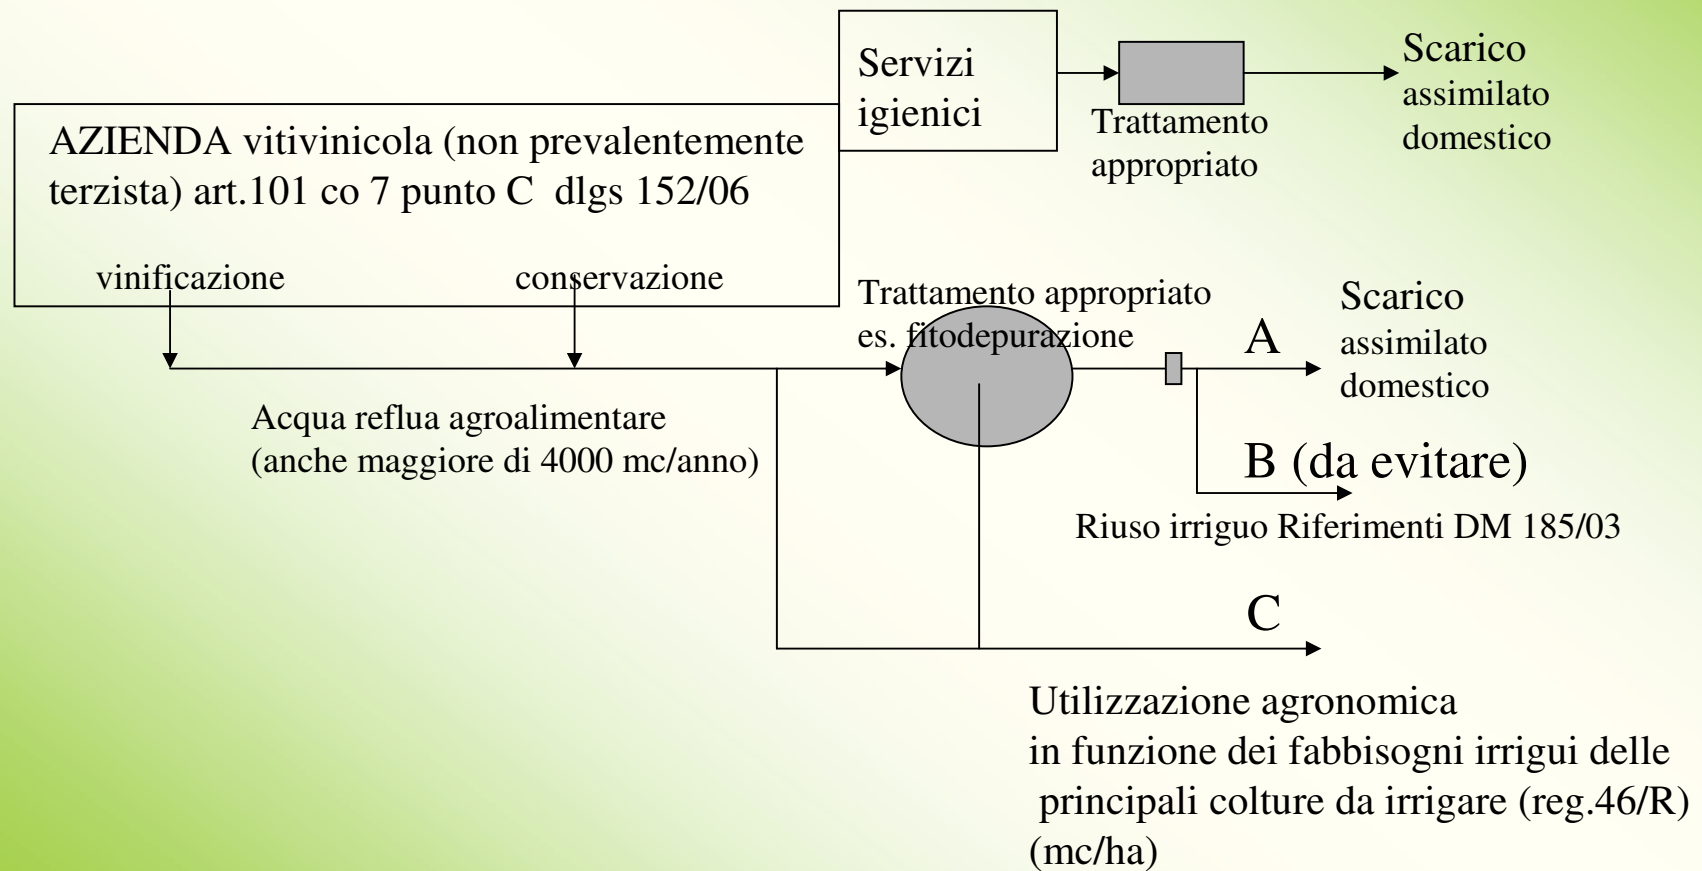 Servizi
igienici
Trattamento
appropriato
Scarico
assimilato
domestico
AZIENDA vitivinicola (non prevalentemente
terzista) art.101 co 7 punto C  dlgs 152/06
vinificazione
conservazione
Trattamento appropriato
es. fitodepurazione
A
Scarico
assimilato
domestico
Acqua reflua agroalimentare
(anche maggiore di 4000 mc/anno)
B (da evitare)
Riuso irriguo Riferimenti DM 185/03
C
Utilizzazione agronomica
in funzione dei fabbisogni irrigui delle
principali colture da irrigare (reg.46/R)
(mc/ha)